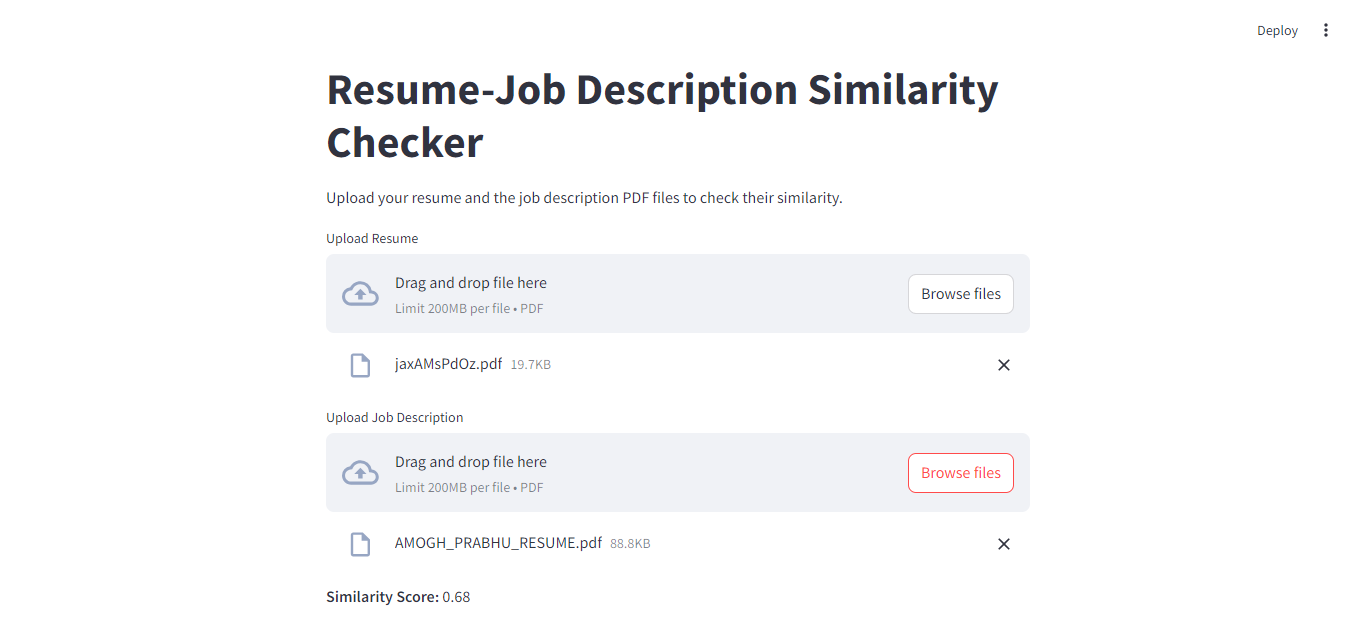 Deploy
Resume-Job Description Similarity
Checker
Upload your resume and the job description PDF files to check their similarity.
Upload Resume
Drag and drop file here
Limit 200MB per file • PDF
Browse files
jaxAMsPdOz.pdf 19.7KB
Upload Job Description
Drag and drop file here
Limit 200MB per file • PDF
Browse files
AMOGH_PRABHU_RESUME.pdf 88.8KB
Similarity Score: 0.68